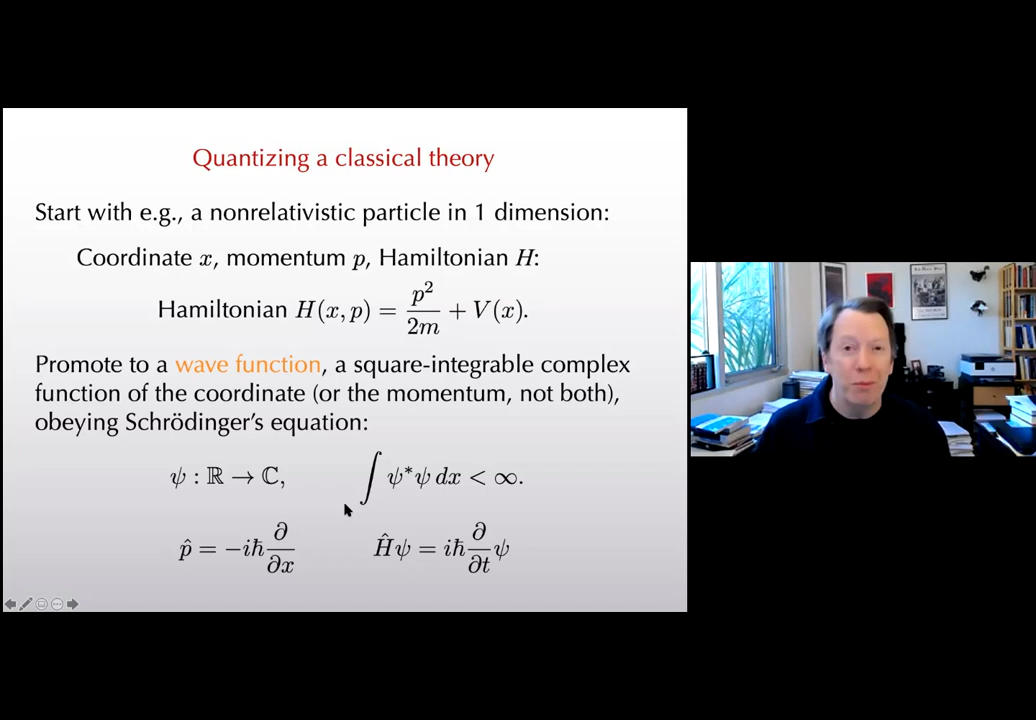 Quantizing a classical theory
Start with e.g., a nonrelativistic particle in 1 dimension:
Coordinate x, momentum p, Hamiltonian H:
Hamiltonian H(x, p) = p²/2m + V(x).
Promote to a wave function, a square-integrable complex
function of the coordinate (or the momentum, not both),
obeying Schrödinger's equation:
ψ : ℝ → ℂ, ∫ ψ*ψ dx < ∞.
p̂ = −iħ ∂/∂x Ĥψ = iħ ∂/∂t ψ